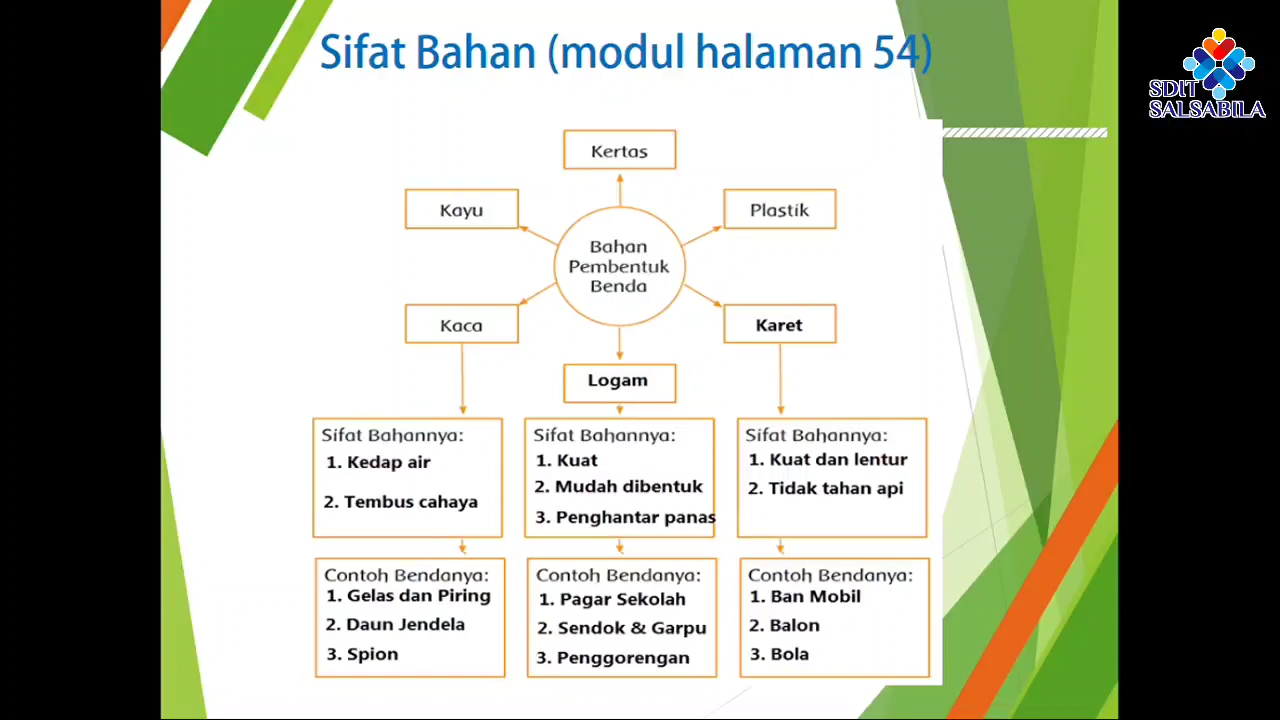 Sifat Bahan (modul halaman 54)
SDIT
SALSABILA
Kertas
Kayu
Plastik
Bahan
Pembentuk
Benda
Kaca
Karet
Logam
Sifat Bahannya:
1. Kedap air
2. Tembus cahaya
Sifat Bahannya:
1. Kuat
2. Mudah dibentuk
3. Penghantar panas
Sifat Bahannya:
1. Kuat dan lentur
2. Tidak tahan api
Contoh Bendanya:
1. Gelas dan Piring
2. Daun Jendela
3. Spion
Contoh Bendanya:
1. Pagar Sekolah
2. Sendok & Garpu
3. Penggorengan
Contoh Bendanya:
1. Ban Mobil
2. Balon
3. Bola